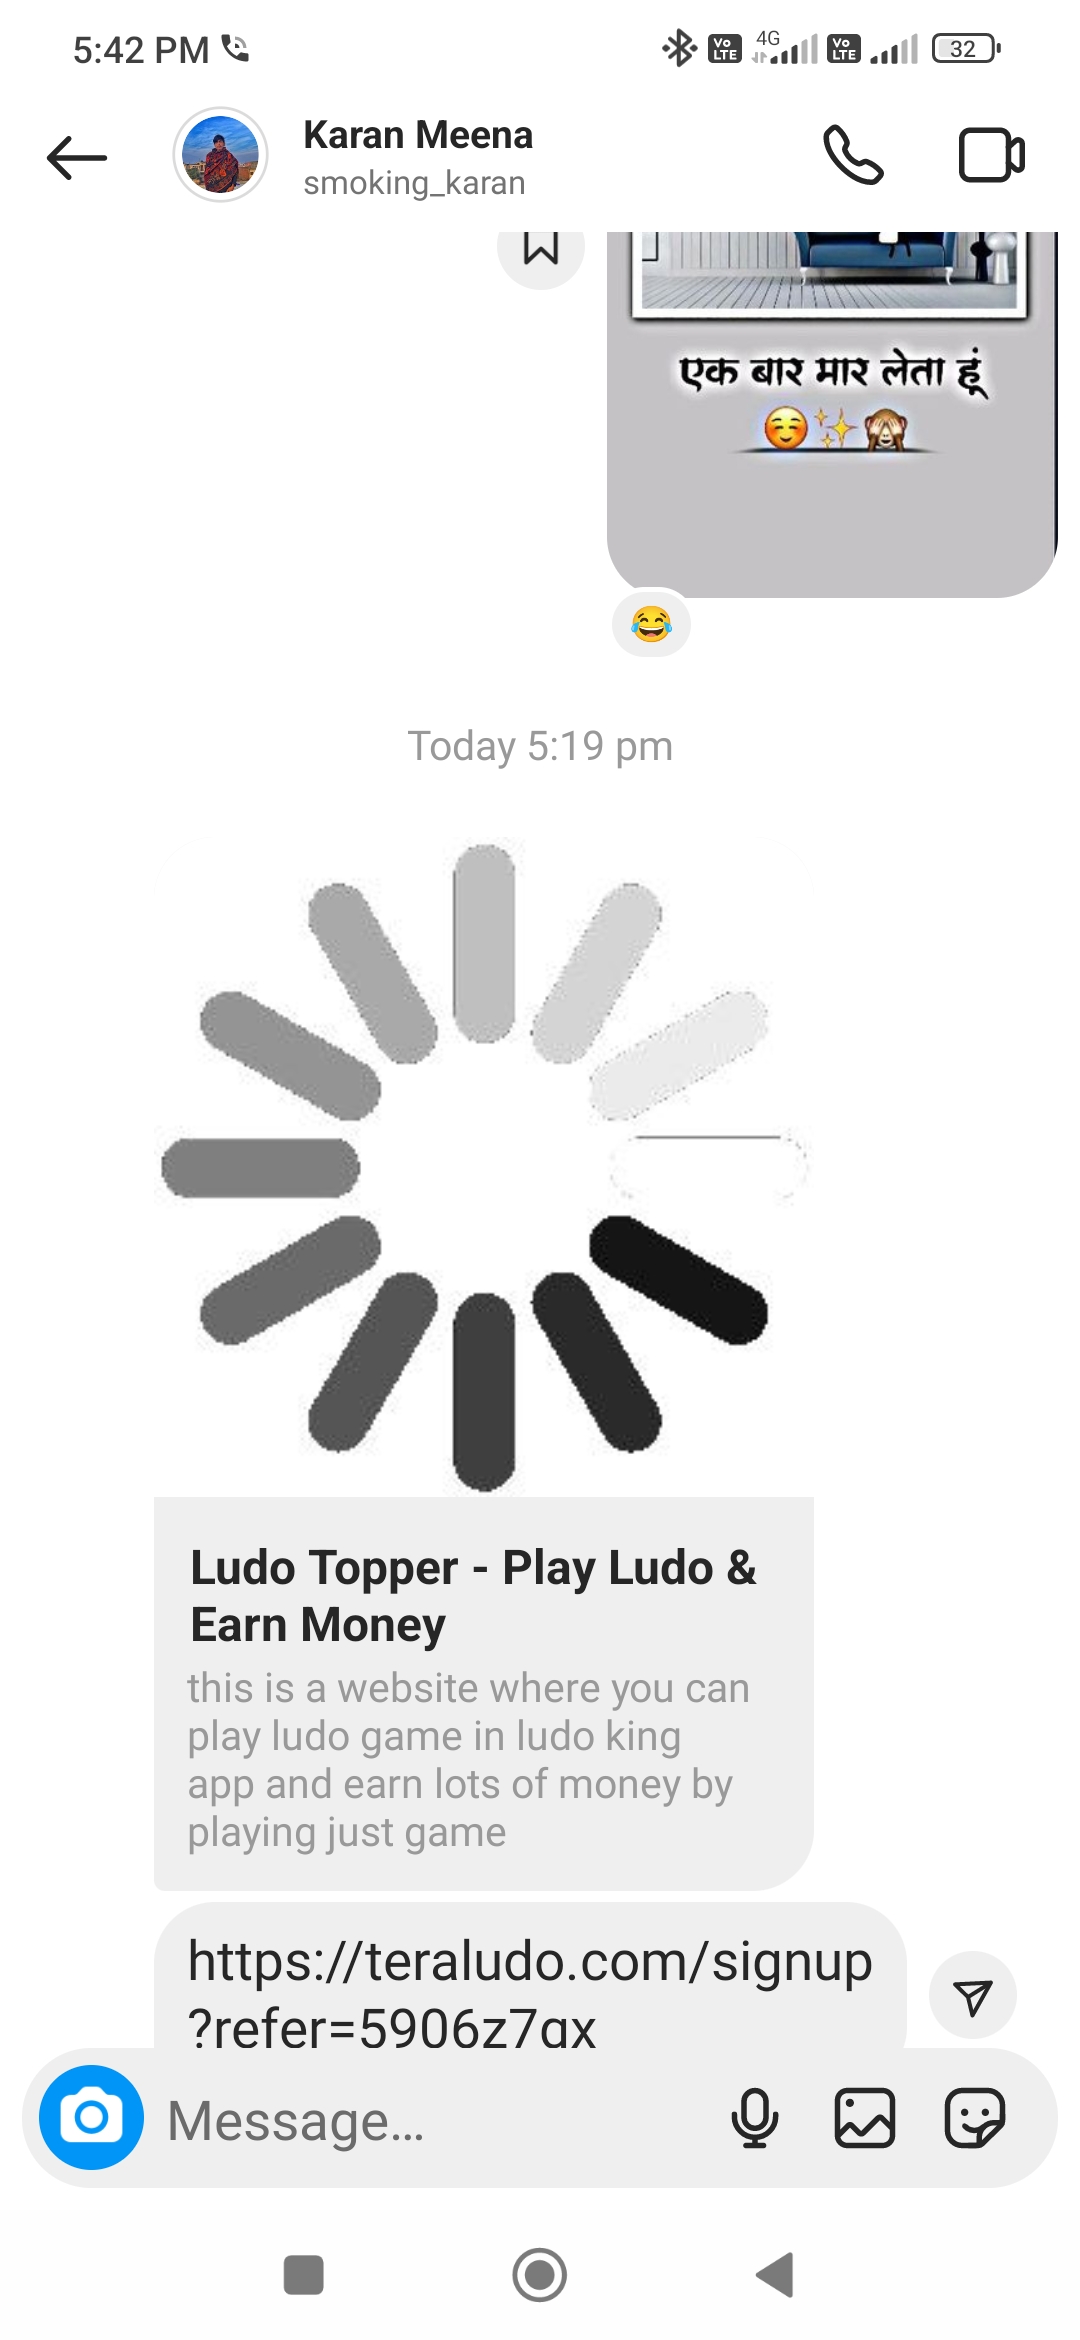 5:42 PM
4G
Vo
LTE
Vo
LTE
32
Karan Meena
smoking_karan
एक बार मार लेता हूं
☺️✨🙈
😂
Today 5:19 pm
Ludo Topper - Play Ludo &
Earn Money
this is a website where you can
play ludo game in ludo king
app and earn lots of money by
playing just game
https://teraludo.com/signup
?refer=5906z7qx
Message...